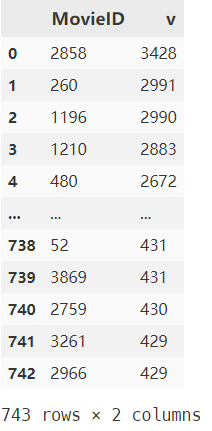 MovieID v
0 2858 3428
1 260 2991
2 1196 2990
3 1210 2883
4 480 2672
... ... ...
738 52 431
739 3869 431
740 2759 430
741 3261 429
742 2966 429
743 rows × 2 columns